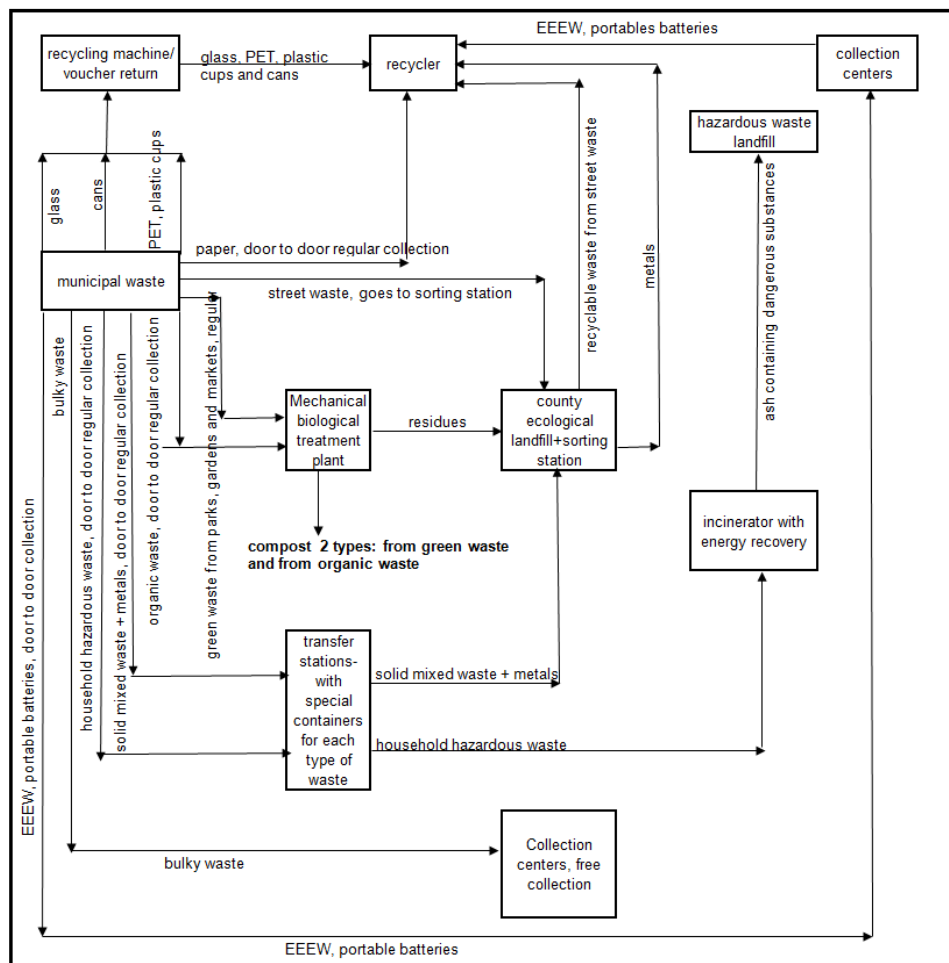 EEEW, portables batteries
recycling machine/
voucher return
glass, PET, plastic
cups and cans
recycler
collection
centers
hazardous waste
landfill
glass
cans
PET, plastic cups
recyclable waste from street waste
metals
ash containing dangerous substances
paper, door to door regular collection
municipal waste
street waste, goes to sorting station
EEEW, portable batteries, door to door collection
bulky waste
household hazardous waste, door to door regular collection
solid mixed waste + metals, door to door regular collection
organic waste, door to door regular collection
green waste from parks, gardens and markets, regular
Mechanical
biological
treatment
plant
residues
county
ecological
landfill+sorting
station
incinerator with
energy recovery
compost 2 types: from green waste
and from organic waste
transfer
stations-
with
special
containers
for each
type of
waste
solid mixed waste + metals
household hazardous waste
bulky waste
Collection
centers, free
collection
EEEW, portable batteries